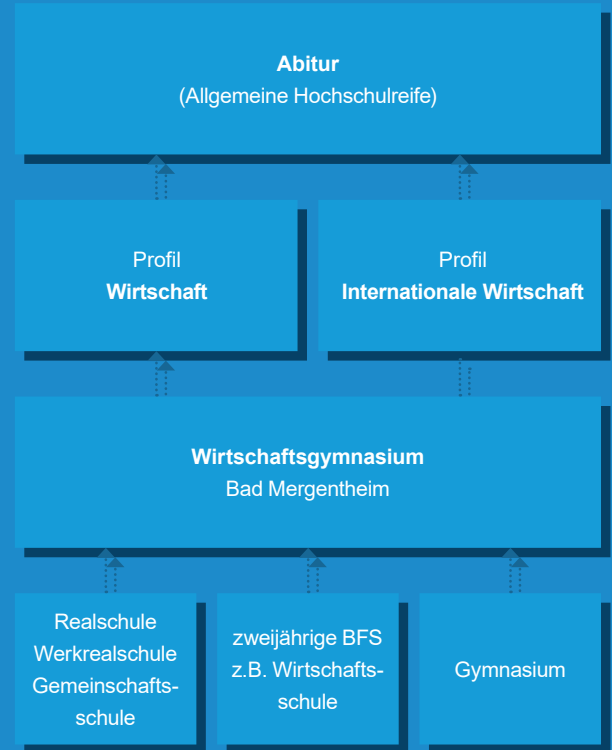 Abitur
(Allgemeine Hochschulreife)
Profil
Wirtschaft
Profil
Internationale Wirtschaft
Wirtschaftsgymnasium
Bad Mergentheim
Realschule
Werkrealschule
Gemeinschafts-
schule
zweijährige BFS
z.B. Wirtschafts-
schule
Gymnasium